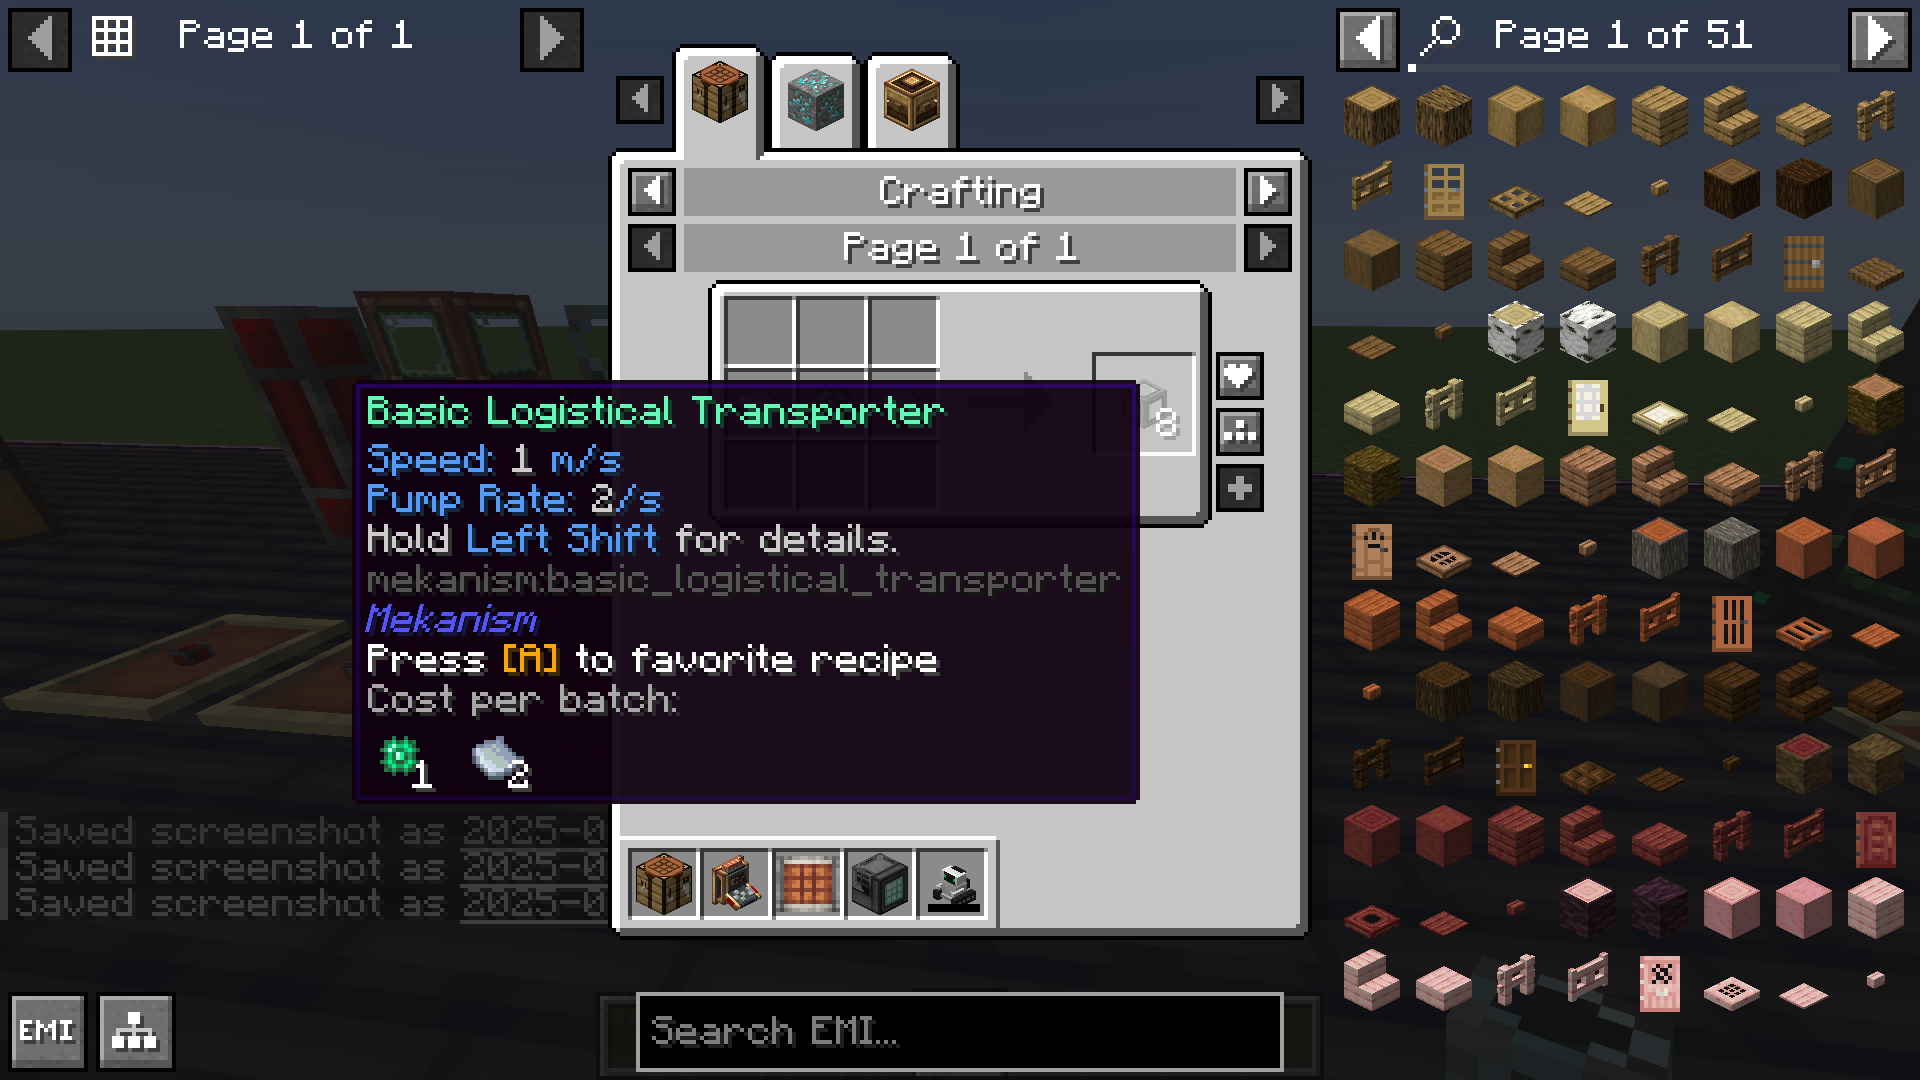 Page 1 of 1
Page 1 of 51
Crafting
Page 1 of 1
8
Basic Logistical Transporter
Speed: 1 m/s
Pump Rate: 2/s
Hold Left Shift for details.
mekanism:basic_logistical_transporter
Mekanism
Press [A] to favorite recipe
Cost per batch:
1 2
Saved screenshot as 2025-0
Saved screenshot as 2025-0
Saved screenshot as 2025-0
EMI
Search EMI...